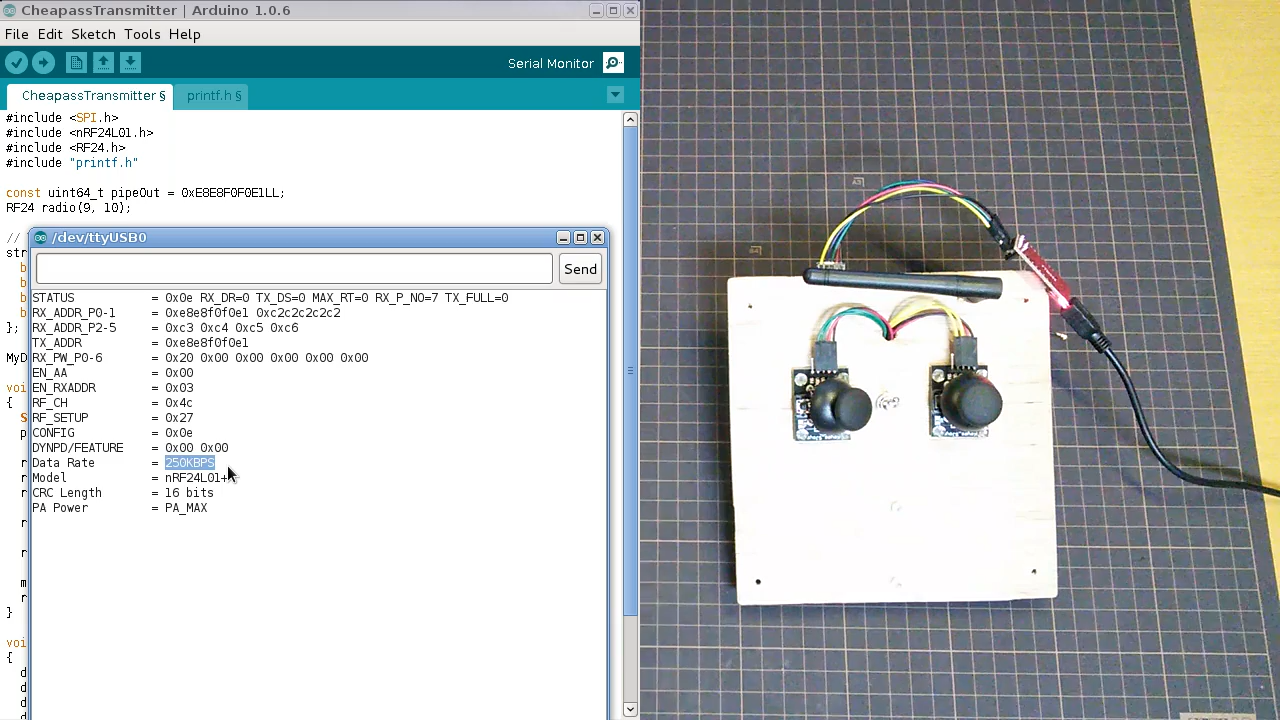 CheapassTransmitter | Arduino 1.0.6
File Edit Sketch Tools Help
Serial Monitor
CheapassTransmitter § printf.h §
#include <SPI.h>
#include <nRF24L01.h>
#include <RF24.h>
#include "printf.h"
RF24 radio(9, 10);
//
str
b
b
b
b
};
MyD
voi
{
S
p
r
r
r
r
r
m
r
}
voi
{
d
d
d
/dev/ttyUSB0
Send
STATUS = 0x0e RX_DR=0 TX_DS=0 MAX_RT=0 RX_P_NO=7 TX_FULL=0
RX_ADDR_P0-1 = 0xe8e8f0f0e1 0xc2c2c2c2c2
RX_ADDR_P2-5 = 0xc3 0xc4 0xc5 0xc6
TX_ADDR = 0xe8e8f0f0e1
RX_PW_P0-6 = 0x20 0x00 0x00 0x00 0x00 0x00
EN_AA = 0x00
EN_RXADDR = 0x03
RF_CH = 0x4c
RF_SETUP = 0x27
CONFIG = 0x0e
DYNPD/FEATURE = 0x00 0x00
Data Rate = 250KBPS
Model = nRF24L01+
CRC Length = 16 bits
PA Power = PA_MAX